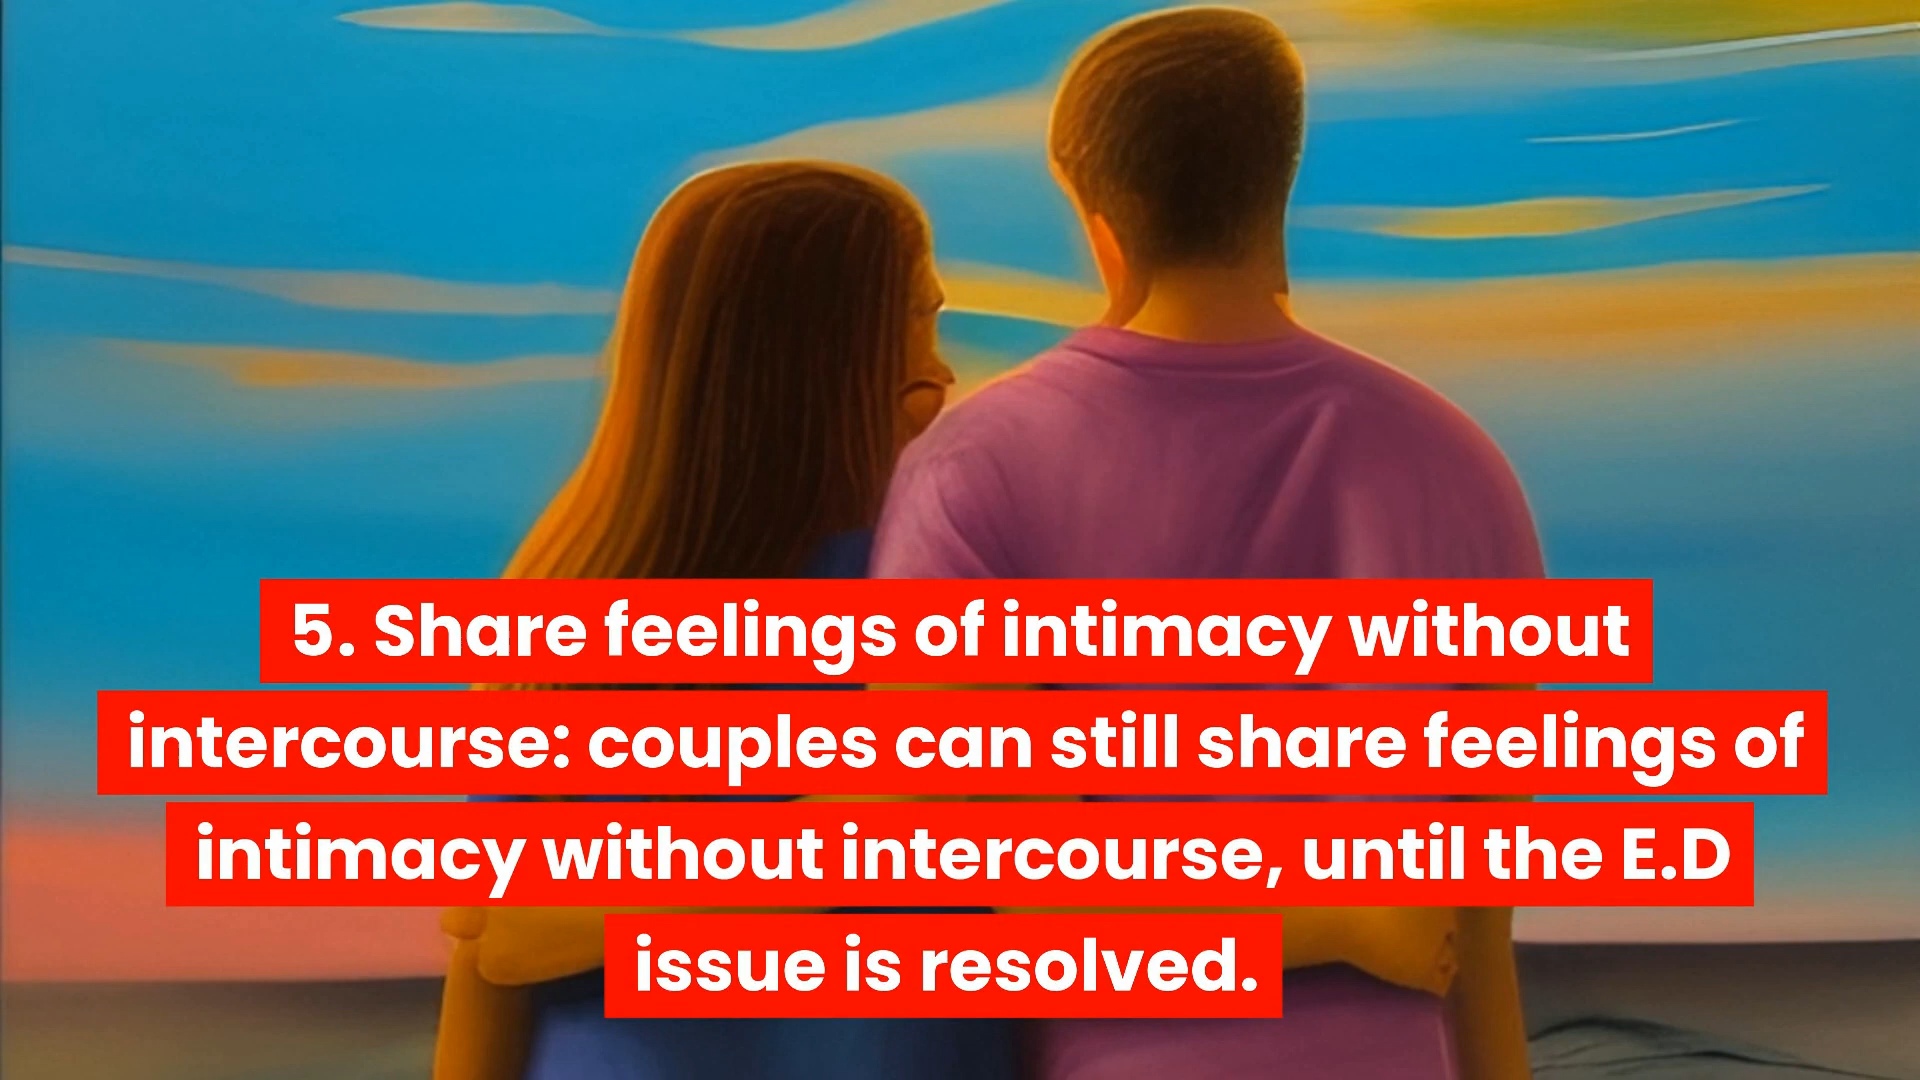 5. Share feelings of intimacy without
intercourse: couples can still share feelings of
intimacy without intercourse, until the E.D
issue is resolved.